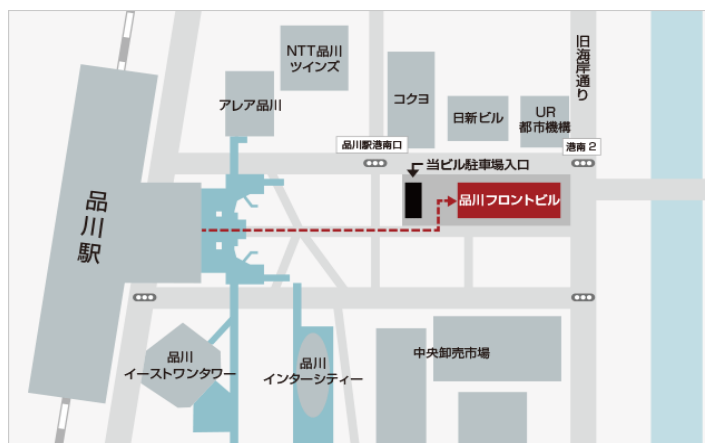 NTT品川
ツインズ
旧海岸通り
アレア品川
コクヨ
日新ビル
UR
都市機構
品川駅港南口
港南 2
当ビル駐車場入口
品川フロントビル
品川駅
品川
イーストワンタワー
品川
インターシティー
中央卸売市場